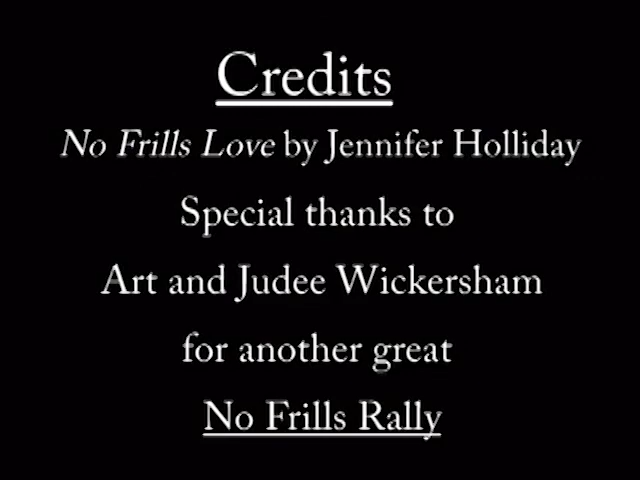 Credits
No Frills Love by Jennifer Holliday
Special thanks to
Art and Judee Wickersham
for another great
No Frills Rally